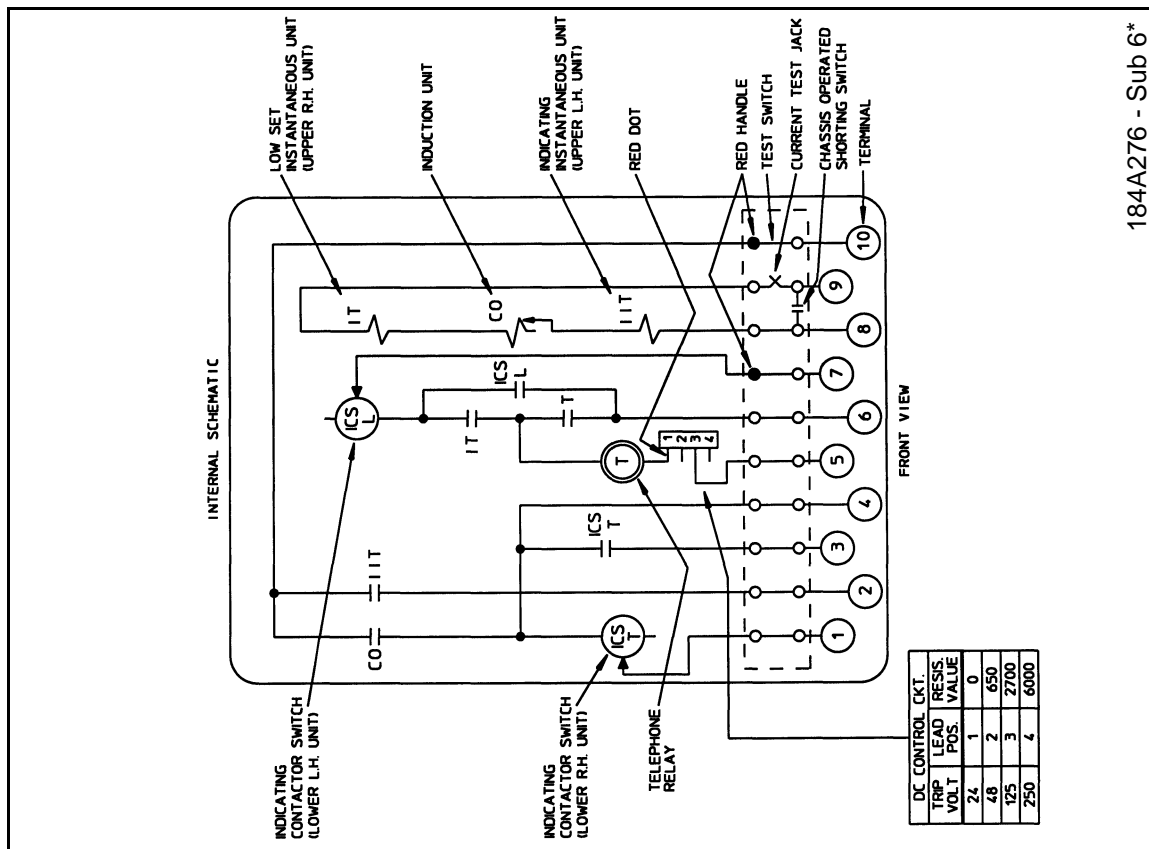 184A276 - Sub 6*
INTERNAL SCHEMATIC
LOW SET
INSTANTANEOUS UNIT
(UPPER R.H. UNIT)
INDUCTION UNIT
INDICATING
INSTANTANEOUS UNIT
(UPPER L.H. UNIT)
RED DOT
RED HANDLE
TEST SWITCH
CURRENT TEST JACK
CHASSIS OPERATED
SHORTING SWITCH
TERMINAL
INDICATING
CONTACTOR SWITCH
(LOWER L.H. UNIT)
INDICATING
CONTACTOR SWITCH
(LOWER R.H. UNIT)
TELEPHONE
RELAY
IT
CO
IIT
ICS
L
ICS
L
IT
T
T
1
2
3
4
ICS
T
IIT
CO
ICS
T
1
2
3
4
5
6
7
8
9
10
FRONT VIEW
DC CONTROL CKT.
TRIP VOLT LEAD POS. RESIS. VALUE
24 1 0
48 2 650
125 3 2700
250 4 6000